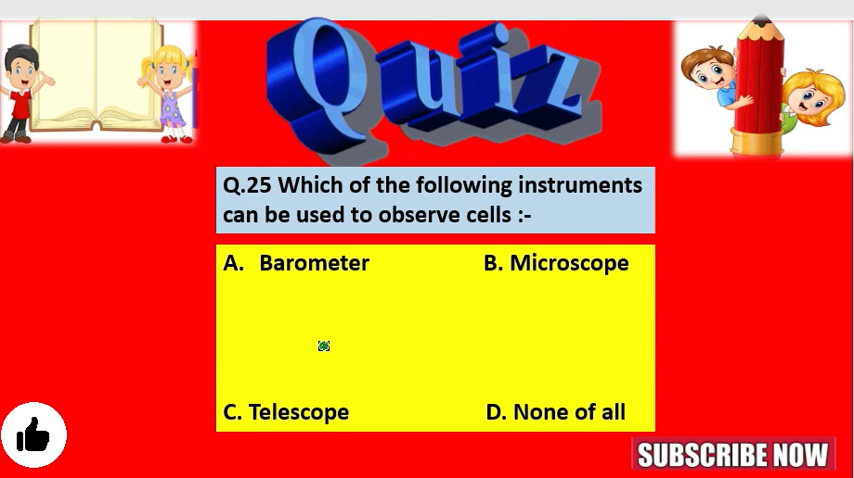 Quiz
Q.25 Which of the following instruments
can be used to observe cells :-
A. Barometer B. Microscope
C. Telescope D. None of all
SUBSCRIBE NOW